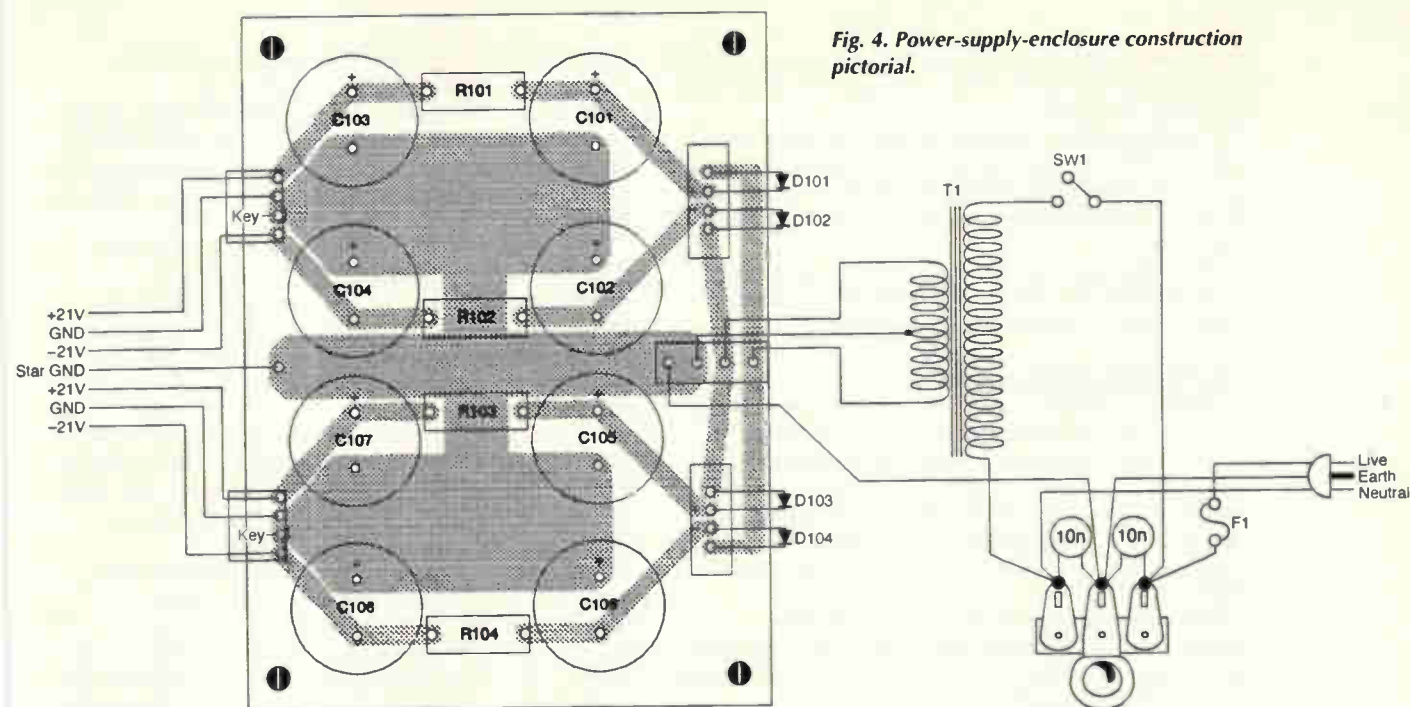 Fig. 4. Power-supply-enclosure construction
pictorial.
+
R101
+
C103
C101
SW1
T1
D101
Key
D102
+
+
C104
C102
R102
+21V
GND
-21V
Star GND
+21V
GND
-21V
+
R103
+
C107
C105
Live
Earth
Neutral
D103
F1
Key
D104
10n
10n
C106
R104